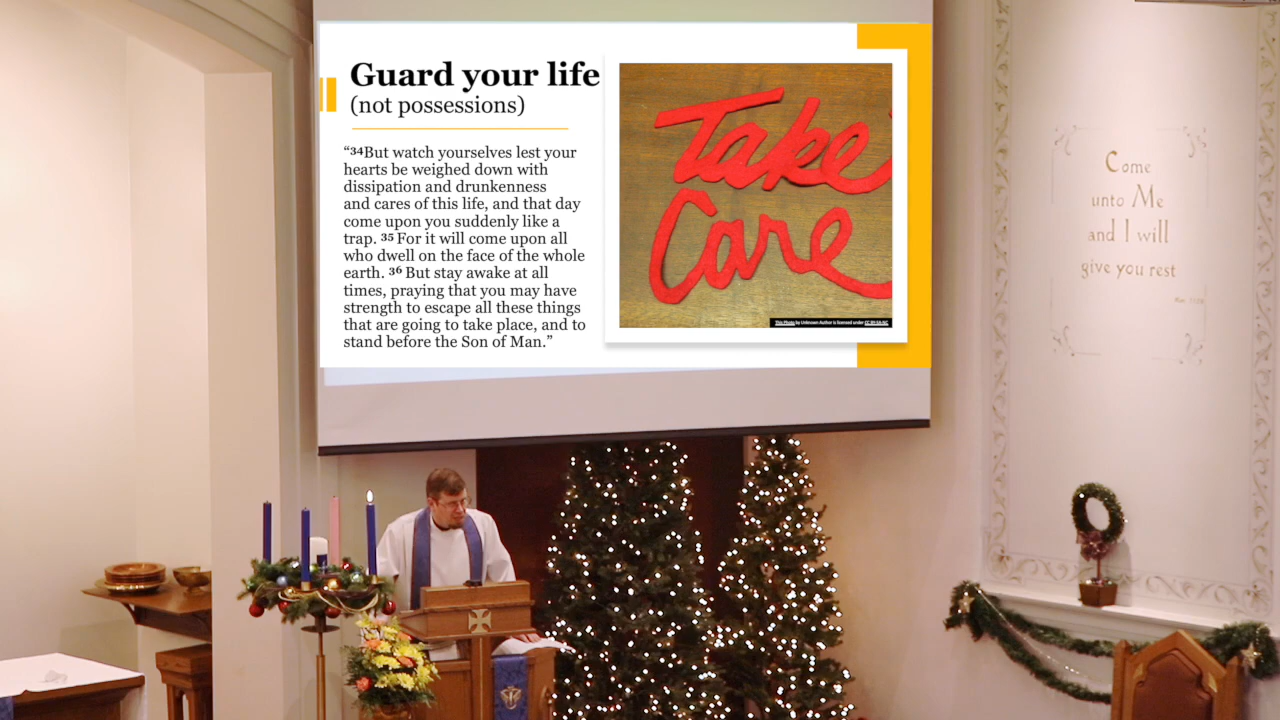 Guard your life
(not possessions)
“34But watch yourselves lest your
hearts be weighed down with
dissipation and drunkenness
and cares of this life, and that day
come upon you suddenly like a
trap. 35 For it will come upon all
who dwell on the face of the whole
earth. 36 But stay awake at all
times, praying that you may have
strength to escape all these things
that are going to take place, and to
stand before the Son of Man.”
Take
Care
This Photo by Unknown Author is licensed under CC BY-SA-NC
Come
unto Me
and I will
give you rest